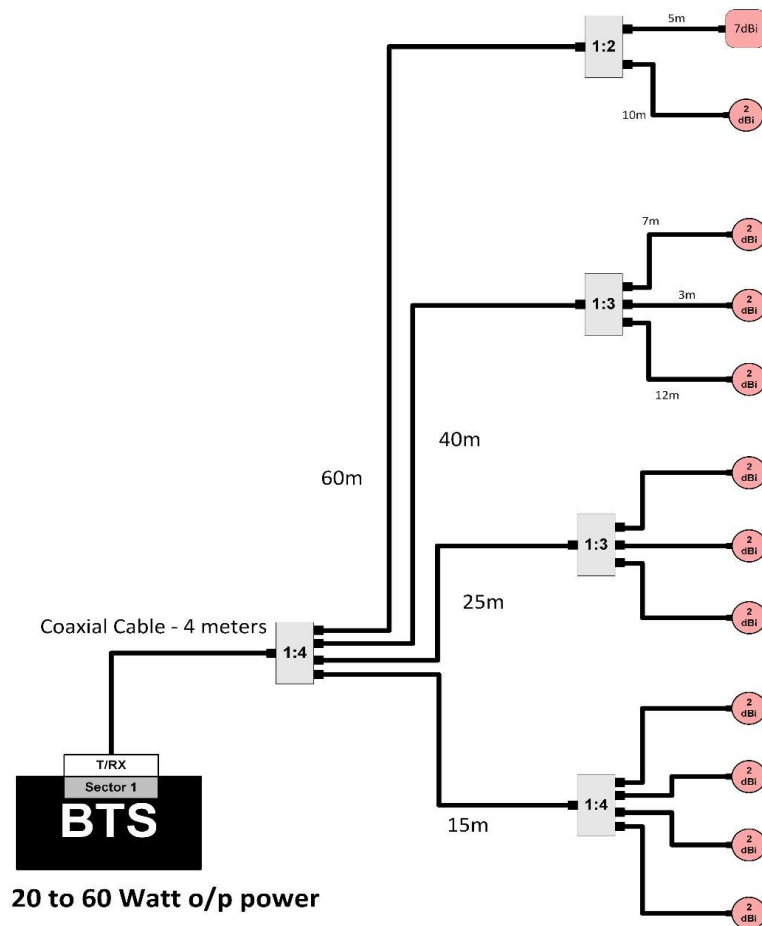 5m
7dBi
1:2
10m
2
dBi
7m
2
dBi
1:3
3m
2
dBi
12m
2
dBi
40m
60m
2
dBi
1:3
2
dBi
25m
2
dBi
Coaxial Cable - 4 meters
1:4
2
dBi
T/RX
Sector 1
BTS
2
dBi
1:4
15m
2
dBi
2
dBi
20 to 60 Watt o/p power